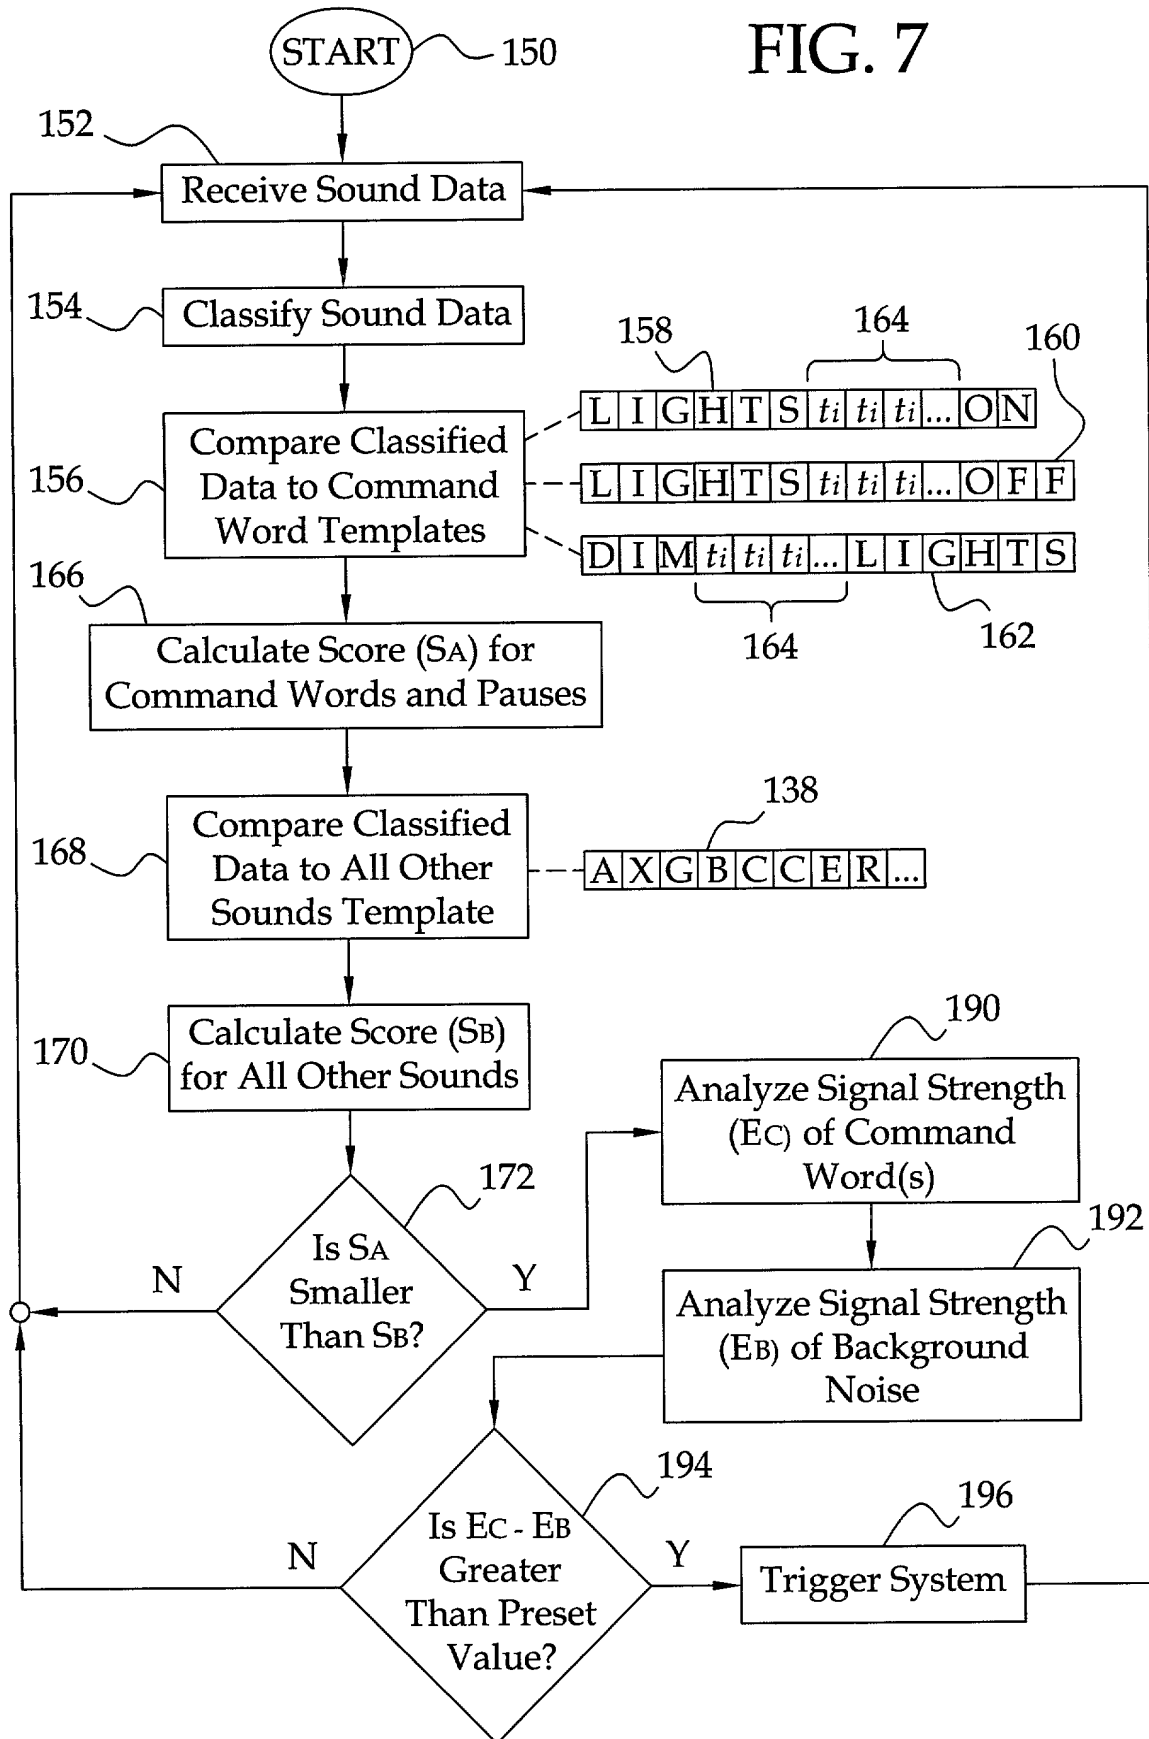 FIG. 7
START
150
152
Receive Sound Data
154
Classify Sound Data
158
164
160
L I G H T S ti ti ti ... O N
156
Compare Classified
Data to Command
Word Templates
L I G H T S ti ti ti ... O F F
D I M ti ti ti ... L I G H T S
164
162
166
Calculate Score (SA) for
Command Words and Pauses
138
168
Compare Classified
Data to All Other
Sounds Template
A X G B C C E R ...
170
Calculate Score (SB)
for All Other Sounds
190
Analyze Signal Strength
(EC) of Command
Word(s)
172
Is SA
Smaller
Than SB?
N
Y
192
Analyze Signal Strength
(EB) of Background
Noise
194
Is EC - EB
Greater
Than Preset
Value?
N
Y
196
Trigger System